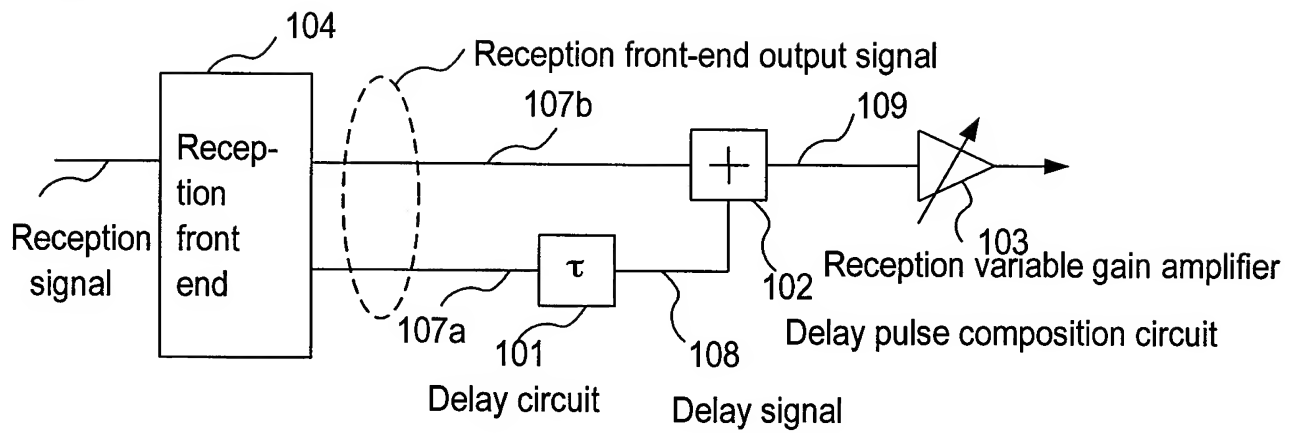 104
Reception front-end output signal
107b
109
Recep-
tion
front
end
+
Reception
signal
τ
103
102
Reception variable gain amplifier
107a
101
108
Delay pulse composition circuit
Delay circuit
Delay signal